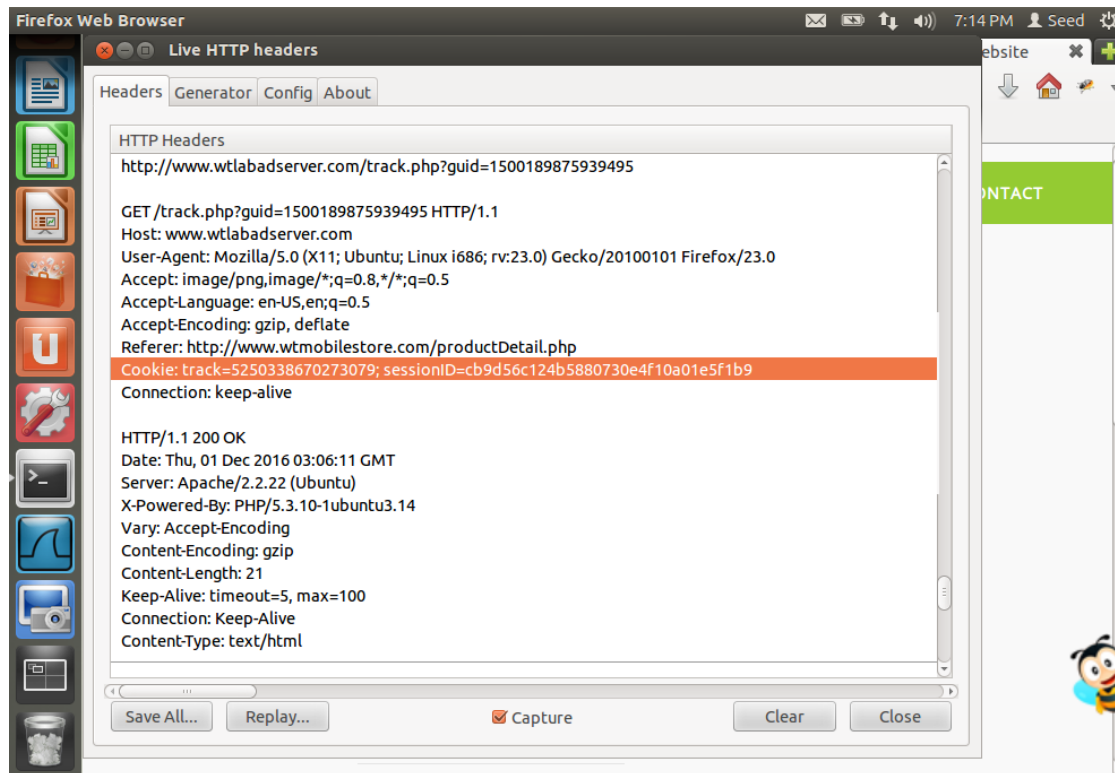 Firefox Web Browser
7:14 PM Seed
Live HTTP headers
ebsite
Headers Generator Config About
HTTP Headers
http://www.wtlabadserver.com/track.php?guid=1500189875939495
ONTACT
GET /track.php?guid=1500189875939495 HTTP/1.1
Host: www.wtlabadserver.com
User-Agent: Mozilla/5.0 (X11; Ubuntu; Linux i686; rv:23.0) Gecko/20100101 Firefox/23.0
Accept: image/png,image/*;q=0.8,*/*;q=0.5
Accept-Language: en-US,en;q=0.5
Accept-Encoding: gzip, deflate
Referer: http://www.wtmobilestore.com/productDetail.php
Cookie: track=5250338670273079; sessionID=cb9d56c124b5880730e4f10a01e5f1b9
Connection: keep-alive
HTTP/1.1 200 OK
Date: Thu, 01 Dec 2016 03:06:11 GMT
Server: Apache/2.2.22 (Ubuntu)
X-Powered-By: PHP/5.3.10-1ubuntu3.14
Vary: Accept-Encoding
Content-Encoding: gzip
Content-Length: 21
Keep-Alive: timeout=5, max=100
Connection: Keep-Alive
Content-Type: text/html
Save All... Replay... Capture Clear Close